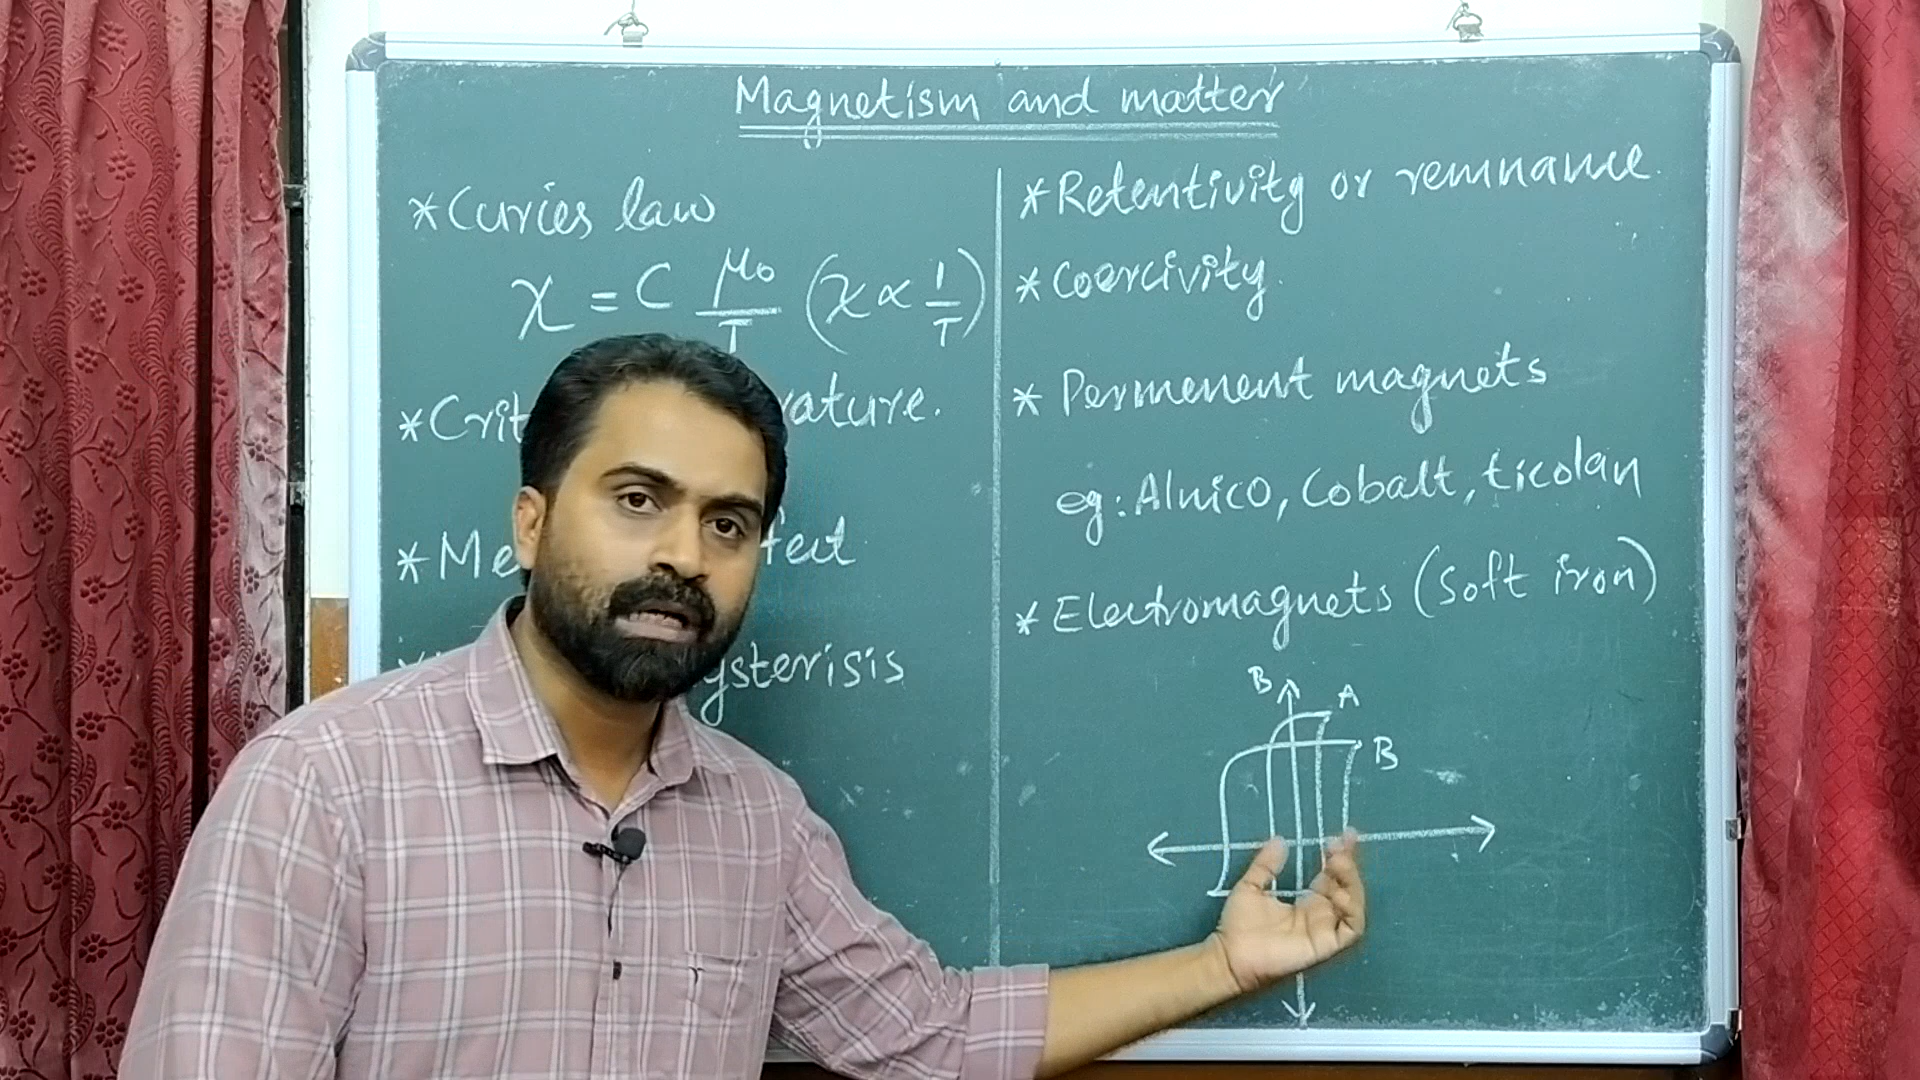 Magnetism and matter
*Curies law
χ = C μ₀/T (χ ∝ 1/T)
*Crit rature.
*Me fect
ysterisis
*Retentivity or remnance.
*Coercivity.
* Permenent magnets
eg: Alnico, Cobalt, ticolan
* Electromagnets (Soft iron)
B A
B